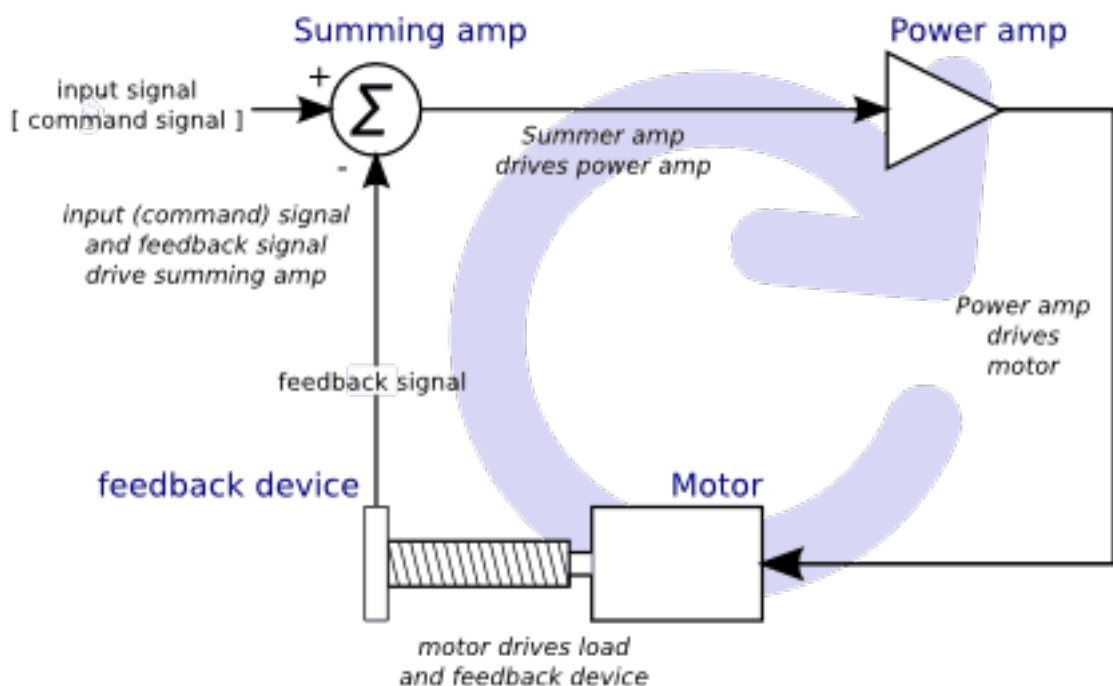 Summing amp
Power amp
+
input signal
[ command signal ]
Σ
-
Summer amp
drives power amp
input (command) signal
and feedback signal
drive summing amp
Power amp
drives
motor
feedback signal
feedback device
Motor
motor drives load
and feedback device